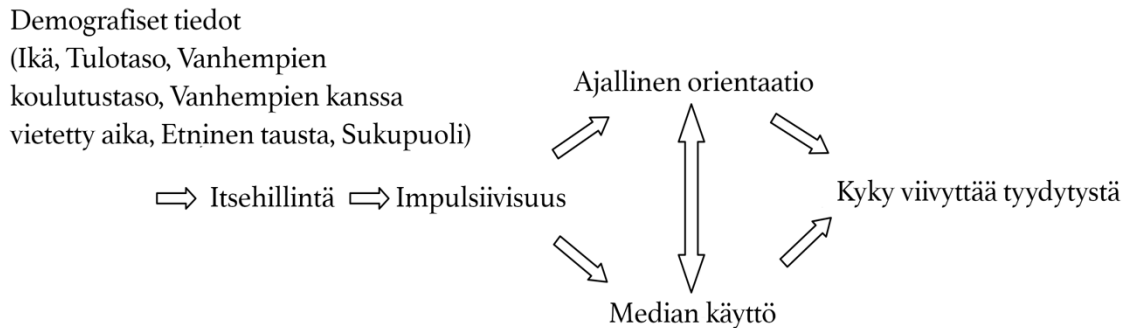 Demografiset tiedot
(Ikä, Tulotaso, Vanhempien
koulutustaso, Vanhempien kanssa
vietetty aika, Etninen tausta, Sukupuoli)
Ajallinen orientaatio
Itsehillintä
Impulsiivisuus
Kyky viivyttää tyydytystä
Median käyttö